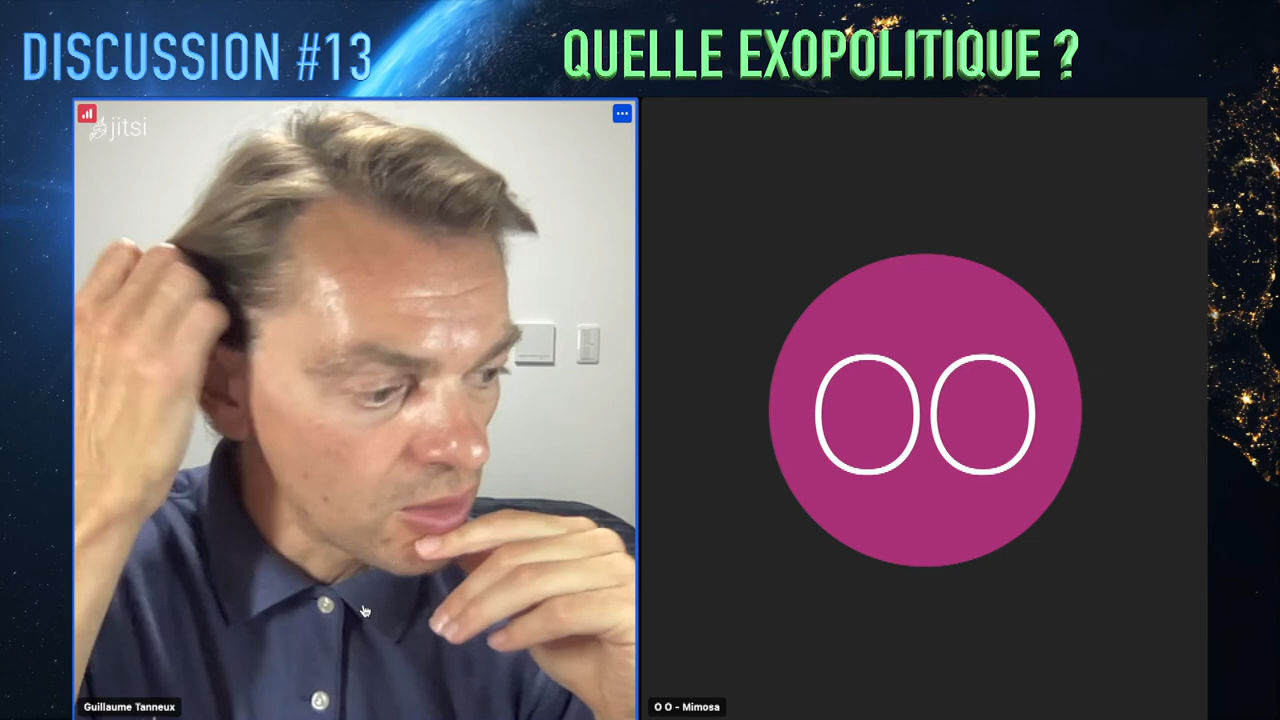 DISCUSSION #13
QUELLE EXOPOLITIQUE ?
jitsi
OO
Guillaume Tanneux
O O - Mimosa